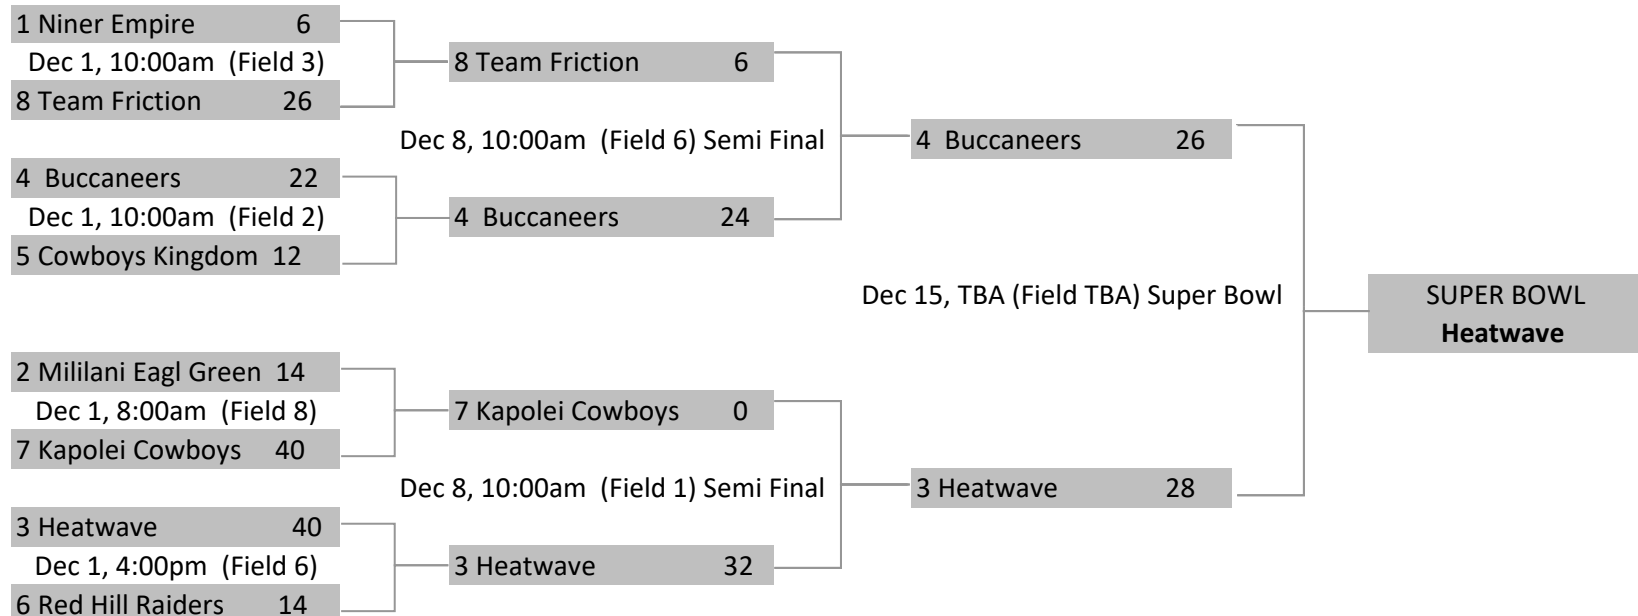 1 Niner Empire 6
Dec 1, 10:00am (Field 3)
8 Team Friction 26
8 Team Friction 6
Dec 8, 10:00am (Field 6) Semi Final
4 Buccaneers 26
4 Buccaneers 22
Dec 1, 10:00am (Field 2)
5 Cowboys Kingdom 12
4 Buccaneers 24
Dec 15, TBA (Field TBA) Super Bowl
SUPER BOWL
Heatwave
2 Mililani Eagl Green 14
Dec 1, 8:00am (Field 8)
7 Kapolei Cowboys 40
7 Kapolei Cowboys 0
Dec 8, 10:00am (Field 1) Semi Final
3 Heatwave 28
3 Heatwave 40
Dec 1, 4:00pm (Field 6)
6 Red Hill Raiders 14
3 Heatwave 32